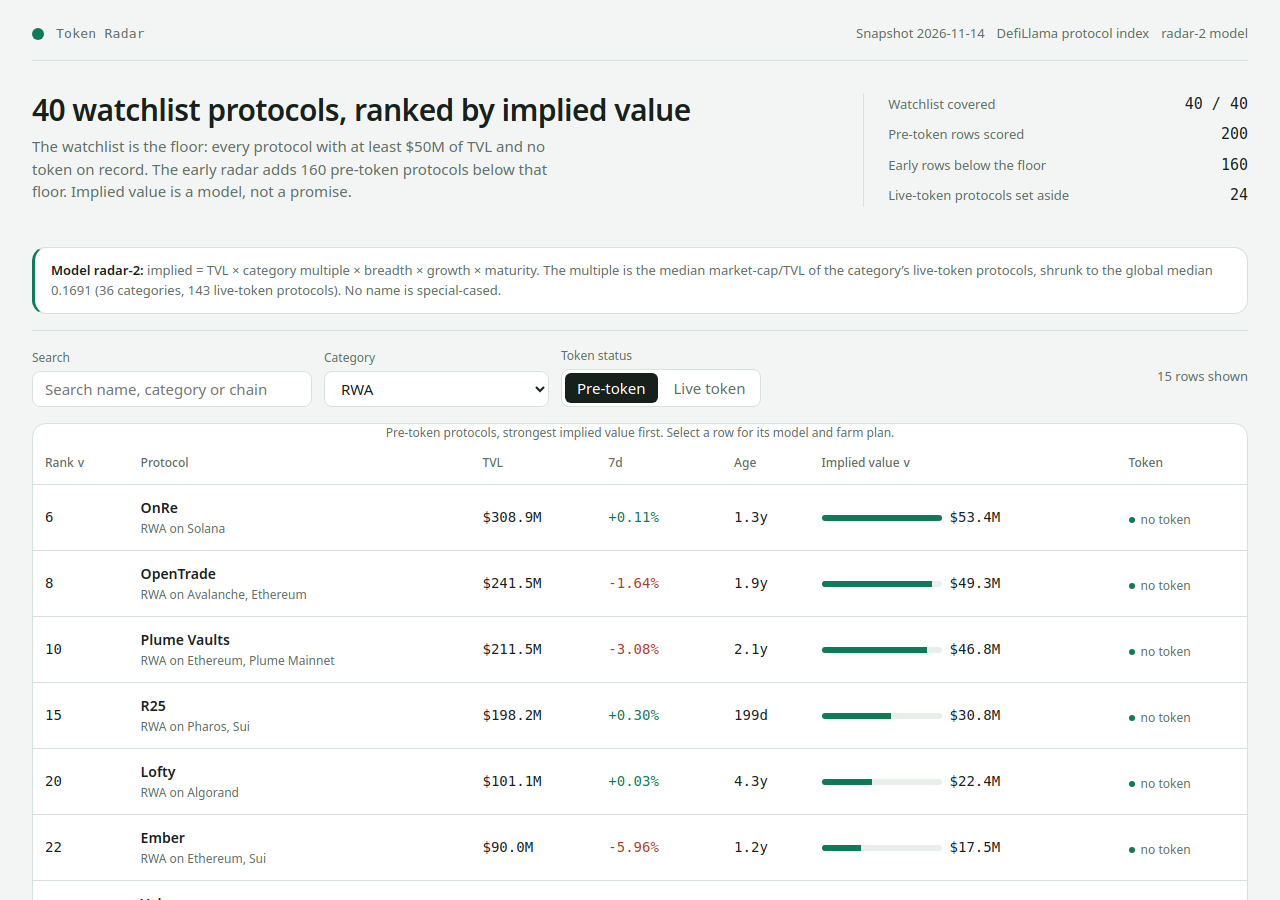 Token Radar
Snapshot 2026-11-14 DefiLlama protocol index radar-2 model
40 watchlist protocols, ranked by implied value
The watchlist is the floor: every protocol with at least $50M of TVL and no
token on record. The early radar adds 160 pre-token protocols below that
floor. Implied value is a model, not a promise.
Watchlist covered 40 / 40
Pre-token rows scored 200
Early rows below the floor 160
Live-token protocols set aside 24
Model radar-2: implied = TVL × category multiple × breadth × growth × maturity. The multiple is the median market-cap/TVL of the category’s live-token protocols, shrunk to the global median
0.1691 (36 categories, 143 live-token protocols). No name is special-cased.
Search Category Token status
Search name, category or chain RWA Pre-token Live token 15 rows shown
Pre-token protocols, strongest implied value first. Select a row for its model and farm plan.
Rank v Protocol TVL 7d Age Implied value v Token
6 OnRe $308.9M +0.11% 1.3y $53.4M no token
RWA on Solana
8 OpenTrade $241.5M -1.64% 1.9y $49.3M no token
RWA on Avalanche, Ethereum
10 Plume Vaults $211.5M -3.08% 2.1y $46.8M no token
RWA on Ethereum, Plume Mainnet
15 R25 $198.2M +0.30% 199d $30.8M no token
RWA on Pharos, Sui
20 Lofty $101.1M +0.03% 4.3y $22.4M no token
RWA on Algorand
22 Ember $90.0M -5.96% 1.2y $17.5M no token
RWA on Ethereum, Sui